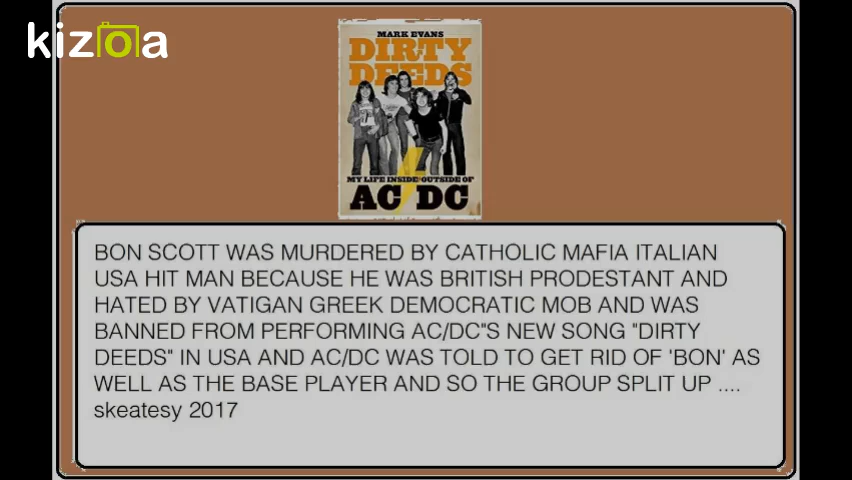 kizoa
MARK EVANS
DIRTY
DEEDS
MY LIFE INSIDE/OUTSIDE OF
AC/DC
BON SCOTT WAS MURDERED BY CATHOLIC MAFIA ITALIAN
USA HIT MAN BECAUSE HE WAS BRITISH PRODESTANT AND
HATED BY VATIGAN GREEK DEMOCRATIC MOB AND WAS
BANNED FROM PERFORMING AC/DC"S NEW SONG "DIRTY
DEEDS" IN USA AND AC/DC WAS TOLD TO GET RID OF 'BON' AS
WELL AS THE BASE PLAYER AND SO THE GROUP SPLIT UP ....
skeatesy 2017